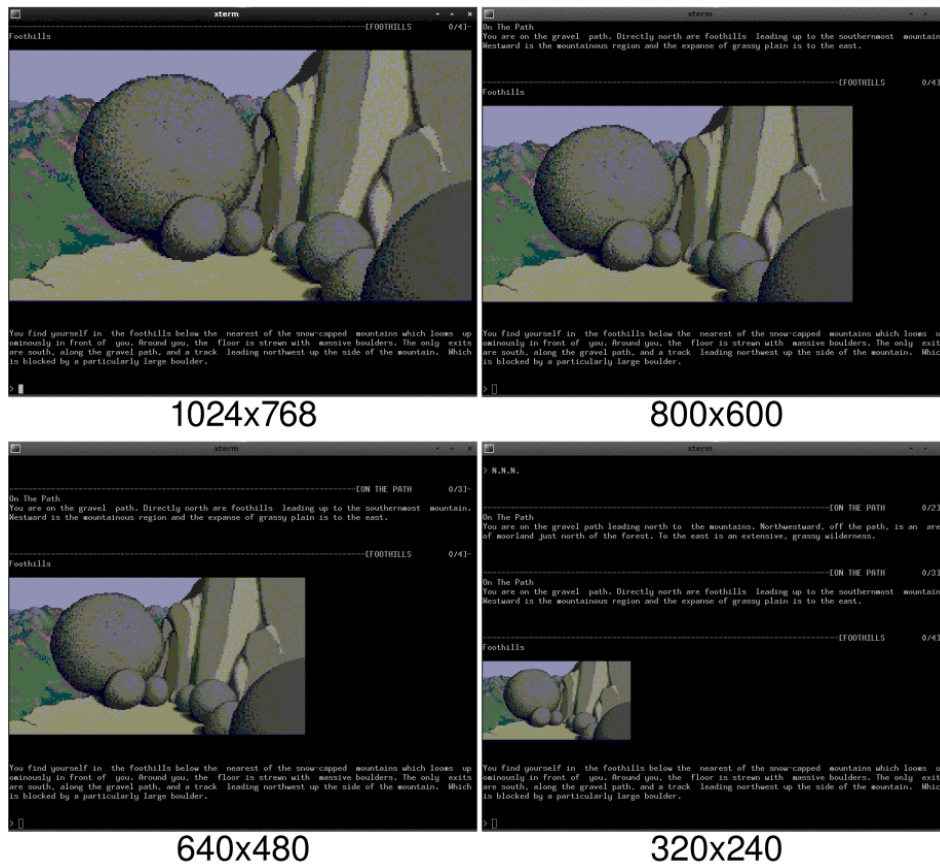 xterm
[FOOTHILLS 0/4]
Foothills
You find yourself in the foothills below the nearest of the snow-capped mountains which looms up
ominously in front of you. Around you, the floor is strewn with massive boulders. The only exits
are south, along the gravel path, and a track leading northwest up the side of the mountain. Which
is blocked by a particularly large boulder.
>
1024x768
xterm
On The Path
You are on the gravel path. Directly north are foothills leading up to the southernmost mountain
Westward is the mountainous region and the expanse of grassy plain is to the east.
[FOOTHILLS 0/4]
Foothills
You find yourself in the foothills below the nearest of the snow-capped mountains which looms u
ominously in front of you. Around you, the floor is strewn with massive boulders. The only exit
are south, along the gravel path, and a track leading northwest up the side of the mountain. Whic
is blocked by a particularly large boulder.
>
800x600
xterm
[ON THE PATH 0/3]
On The Path
You are on the gravel path. Directly north are foothills leading up to the southernmost mountain.
Westward is the mountainous region and the expanse of grassy plain is to the east.
[FOOTHILLS 0/4]
Foothills
You find yourself in the foothills below the nearest of the snow-capped mountains which looms up
ominously in front of you. Around you, the floor is strewn with massive boulders. The only exits
are south, along the gravel path, and a track leading northwest up the side of the mountain. Which
is blocked by a particularly large boulder.
>
640x480
xterm
> N.N.N.
[ON THE PATH 0/2]
On The Path
You are on the gravel path leading north to the mountains. Northwestward, off the path, is an are
of moorland just north of the forest. To the east is an extensive, grassy wilderness.
[ON THE PATH 0/3]
On The Path
You are on the gravel path. Directly north are foothills leading up to the southernmost mountain
Westward is the mountainous region and the expanse of grassy plain is to the east.
[FOOTHILLS 0/4]
Foothills
You find yourself in the foothills below the nearest of the snow-capped mountains which looms u
ominously in front of you. Around you, the floor is strewn with massive boulders. The only exit
are south, along the gravel path, and a track leading northwest up the side of the mountain. Whic
is blocked by a particularly large boulder.
>
320x240